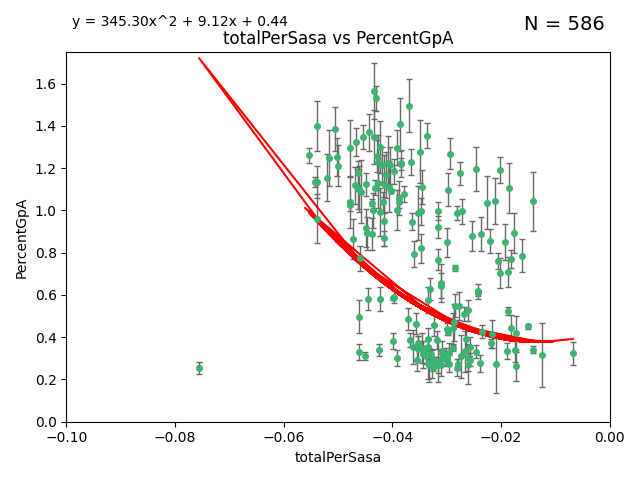 y = 345.30x^2 + 9.12x + 0.44
N = 586
totalPerSasa vs PercentGpA
1.6
1.4
1.2
1.0
0.8
0.6
0.4
0.2
0.0
PercentGpA
−0.10 −0.08 −0.06 −0.04 −0.02 0.00
totalPerSasa